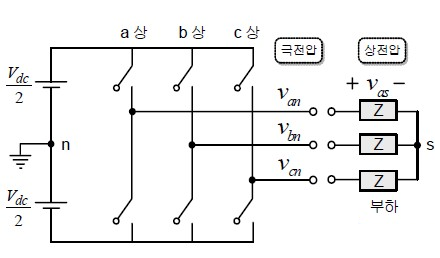 a 상 b 상 c 상
극전압 상전압
V_dc/2
+ v_as −
v_an Z
n v_bn Z s
v_cn Z
V_dc/2
부하